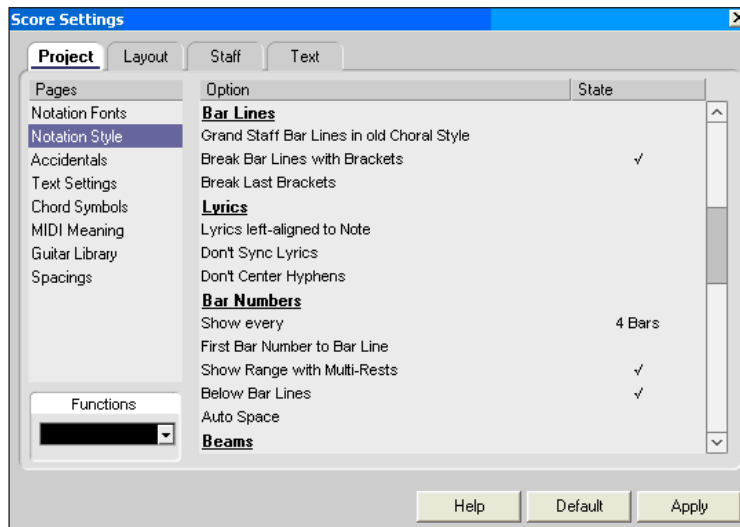 Score Settings
Project Layout Staff Text
Pages
Notation Fonts
Notation Style
Accidentals
Text Settings
Chord Symbols
MIDI Meaning
Guitar Library
Spacings
Functions
Option State
Bar Lines
Grand Staff Bar Lines in old Choral Style
Break Bar Lines with Brackets ✓
Break Last Brackets
Lyrics
Lyrics left-aligned to Note
Don't Sync Lyrics
Don't Center Hyphens
Bar Numbers
Show every 4 Bars
First Bar Number to Bar Line
Show Range with Multi-Rests ✓
Below Bar Lines ✓
Auto Space
Beams
Help Default Apply